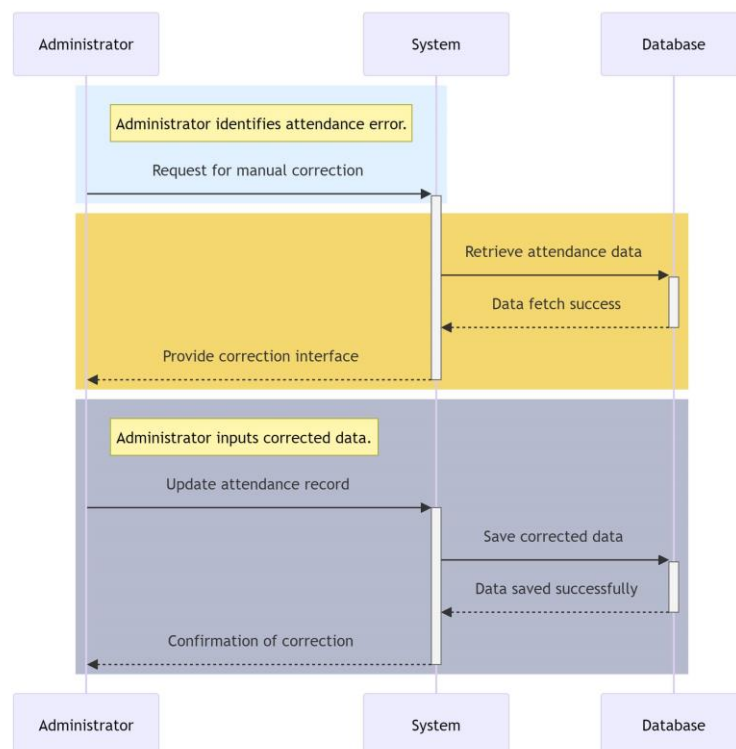 Administrator
System
Database
Administrator identifies attendance error.
Request for manual correction
Retrieve attendance data
Data fetch success
Provide correction interface
Administrator inputs corrected data.
Update attendance record
Save corrected data
Data saved successfully
Confirmation of correction
Administrator
System
Database